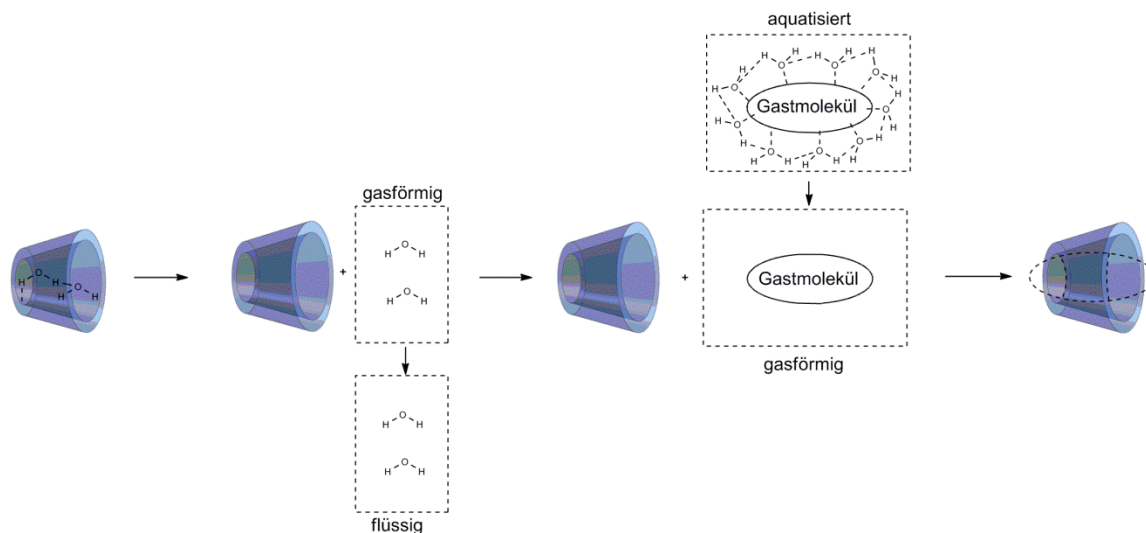 aquatisiert
H H H H H
O O O
H H
O H H
Gastmolekül
O
H O H
H O H
O O
H H H H H H
gasförmig
O
H H
O
H H
+
+
Gastmolekül
O
H H O
H H
gasförmig
O
H H
O
H H
flüssig